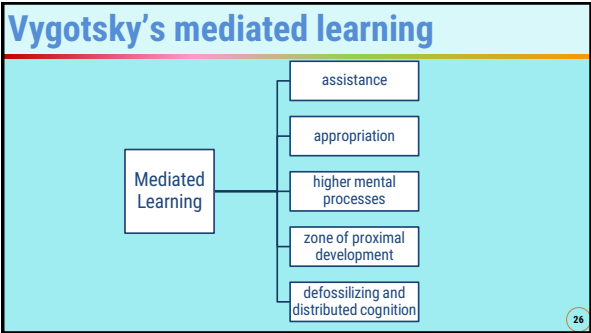 Vygotsky's mediated learning
Mediated
Learning
assistance
appropriation
higher mental
processes
zone of proximal
development
defossilizing and
distributed cognition
26